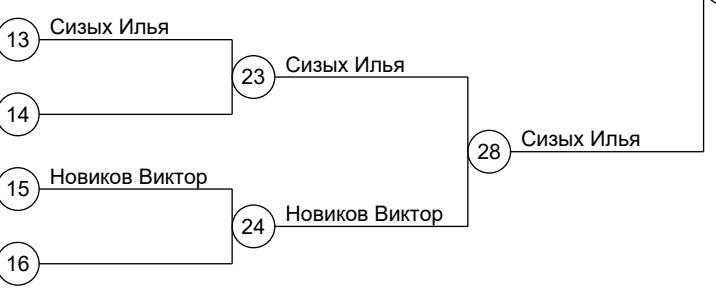 13 Сизых Илья
23 Сизых Илья
14
28 Сизых Илья
15 Новиков Виктор
24 Новиков Виктор
16